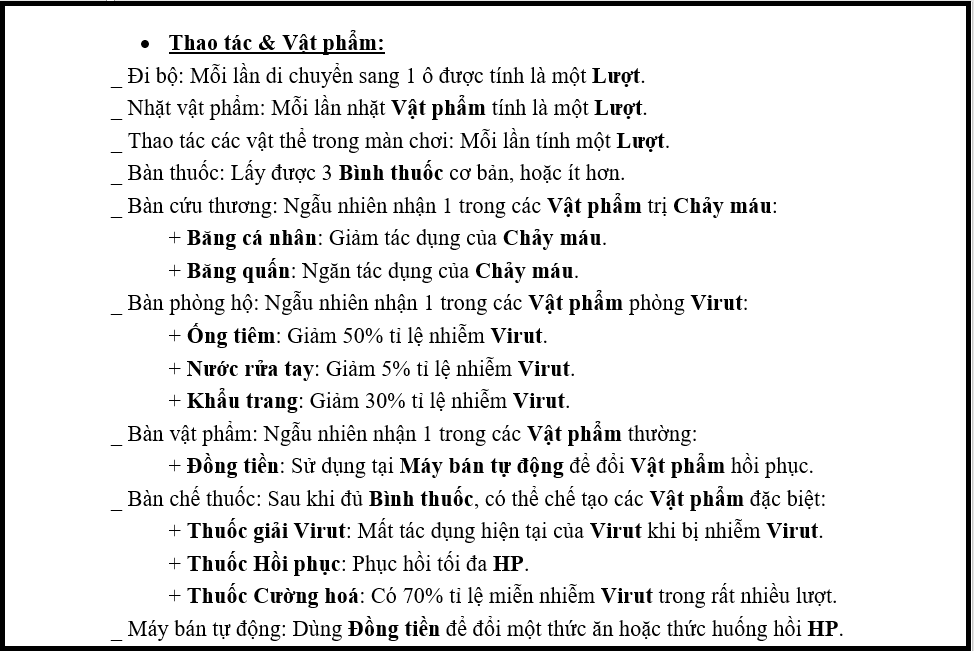 • Thao tác & Vật phẩm:
_ Đi bộ: Mỗi lần di chuyển sang 1 ô được tính là một Lượt.
_ Nhặt vật phẩm: Mỗi lần nhặt Vật phẩm tính là một Lượt.
_ Thao tác các vật thể trong màn chơi: Mỗi lần tính một Lượt.
_ Bàn thuốc: Lấy được 3 Bình thuốc cơ bản, hoặc ít hơn.
_ Bàn cứu thương: Ngẫu nhiên nhận 1 trong các Vật phẩm trị Chảy máu:
+ Băng cá nhân: Giảm tác dụng của Chảy máu.
+ Băng quấn: Ngăn tác dụng của Chảy máu.
_ Bàn phòng hộ: Ngẫu nhiên nhận 1 trong các Vật phẩm phòng Virut:
+ Ống tiêm: Giảm 50% tỉ lệ nhiễm Virut.
+ Nước rửa tay: Giảm 5% tỉ lệ nhiễm Virut.
+ Khẩu trang: Giảm 30% tỉ lệ nhiễm Virut.
_ Bàn vật phẩm: Ngẫu nhiên nhận 1 trong các Vật phẩm thường:
+ Đồng tiền: Sử dụng tại Máy bán tự động để đổi Vật phẩm hồi phục.
_ Bàn chế thuốc: Sau khi đủ Bình thuốc, có thể chế tạo các Vật phẩm đặc biệt:
+ Thuốc giải Virut: Mất tác dụng hiện tại của Virut khi bị nhiễm Virut.
+ Thuốc Hồi phục: Phục hồi tối đa HP.
+ Thuốc Cường hoá: Có 70% tỉ lệ miễn nhiễm Virut trong rất nhiều lượt.
_ Máy bán tự động: Dùng Đồng tiền để đổi một thức ăn hoặc thức huống hồi HP.